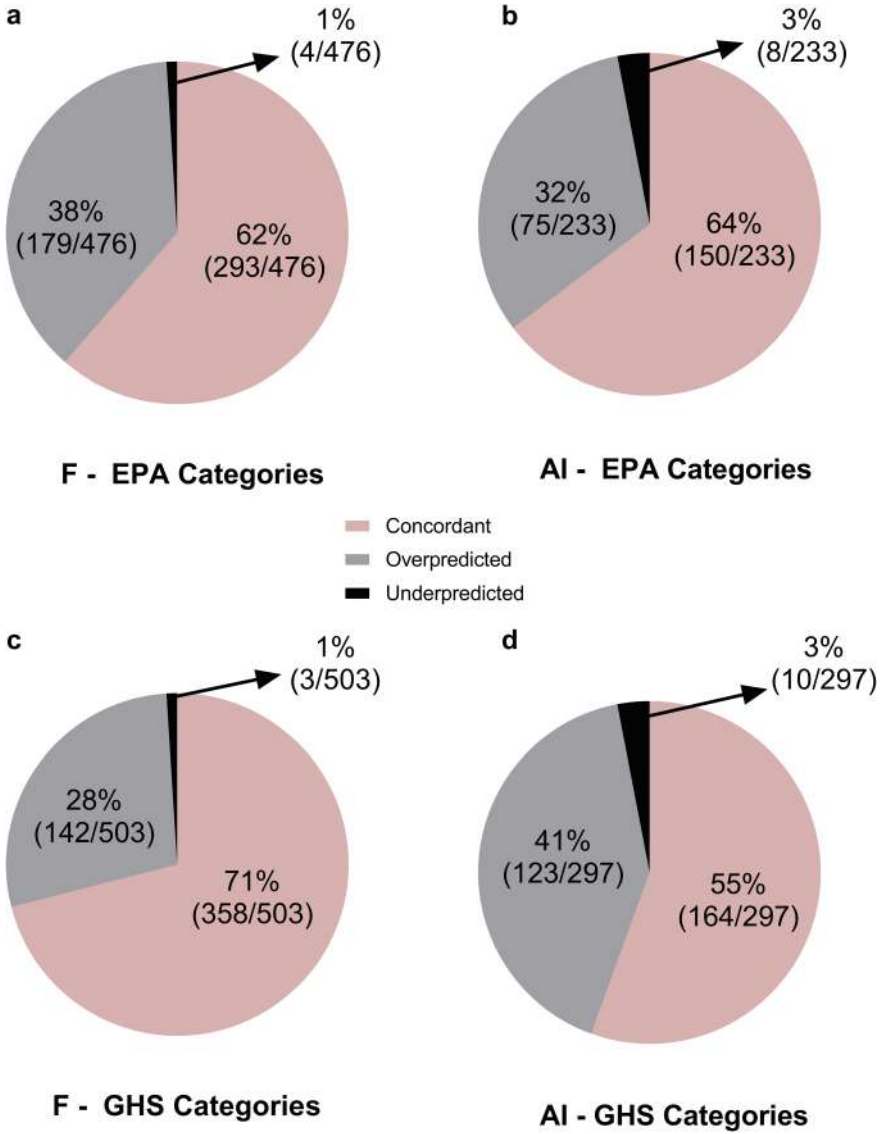 a
1%
(4/476)
38%
(179/476)
62%
(293/476)
F - EPA Categories
b
3%
(8/233)
32%
(75/233)
64%
(150/233)
AI - EPA Categories
Concordant
Overpredicted
Underpredicted
c
1%
(3/503)
28%
(142/503)
71%
(358/503)
F - GHS Categories
d
3%
(10/297)
41%
(123/297)
55%
(164/297)
AI - GHS Categories